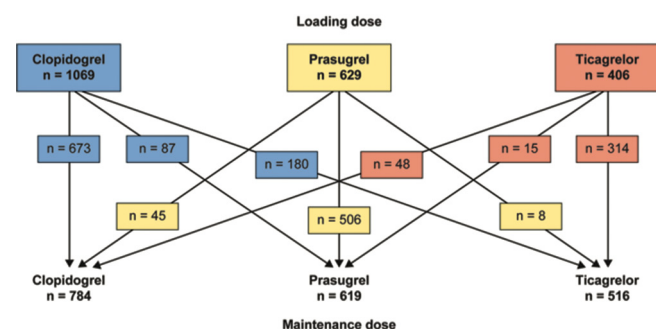 Loading dose
Clopidogrel
n = 1069
Prasugrel
n = 629
Ticagrelor
n = 406
n = 673
n = 87
n = 180
n = 48
n = 15
n = 314
n = 45
n = 506
n = 8
Clopidogrel
n = 784
Prasugrel
n = 619
Ticagrelor
n = 516
Maintenance dose